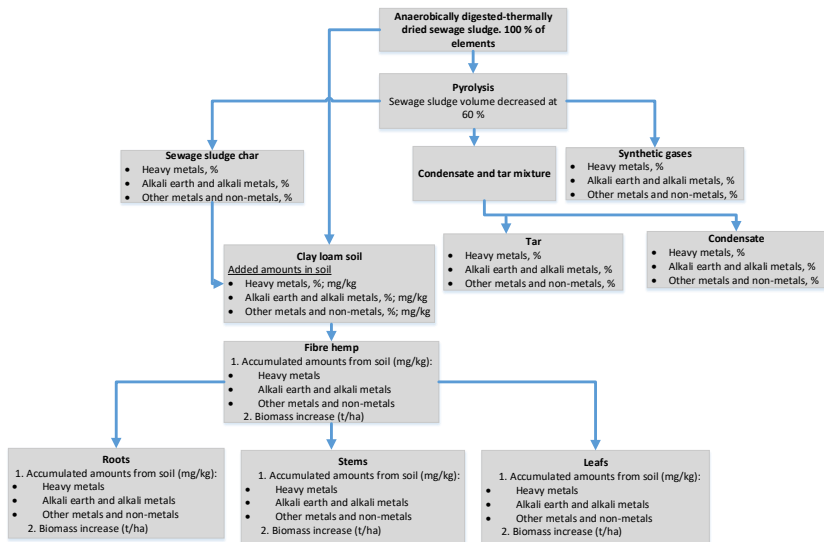 Anaerobically digested-thermally
dried sewage sludge. 100 % of
elements
Pyrolysis
Sewage sludge volume decreased at
60 %
Sewage sludge char
• Heavy metals, %
• Alkali earth and alkali metals, %
• Other metals and non-metals, %
Condensate and tar mixture
Synthetic gases
• Heavy metals, %
• Alkali earth and alkali metals, %
• Other metals and non-metals, %
Tar
• Heavy metals, %
• Alkali earth and alkali metals, %
• Other metals and non-metals, %
Condensate
• Heavy metals, %
• Alkali earth and alkali metals, %
• Other metals and non-metals, %
Clay loam soil
Added amounts in soil
• Heavy metals, %; mg/kg
• Alkali earth and alkali metals, %; mg/kg
• Other metals and non-metals, %; mg/kg
Fibre hemp
1. Accumulated amounts from soil (mg/kg):
• Heavy metals
• Alkali earth and alkali metals
• Other metals and non-metals
2. Biomass increase (t/ha)
Roots
1. Accumulated amounts from soil (mg/kg):
• Heavy metals
• Alkali earth and alkali metals
• Other metals and non-metals
2. Biomass increase (t/ha)
Stems
1. Accumulated amounts from soil (mg/kg):
• Heavy metals
• Alkali earth and alkali metals
• Other metals and non-metals
2. Biomass increase (t/ha)
Leafs
1. Accumulated amounts from soil (mg/kg):
• Heavy metals
• Alkali earth and alkali metals
• Other metals and non-metals
2. Biomass increase (t/ha)